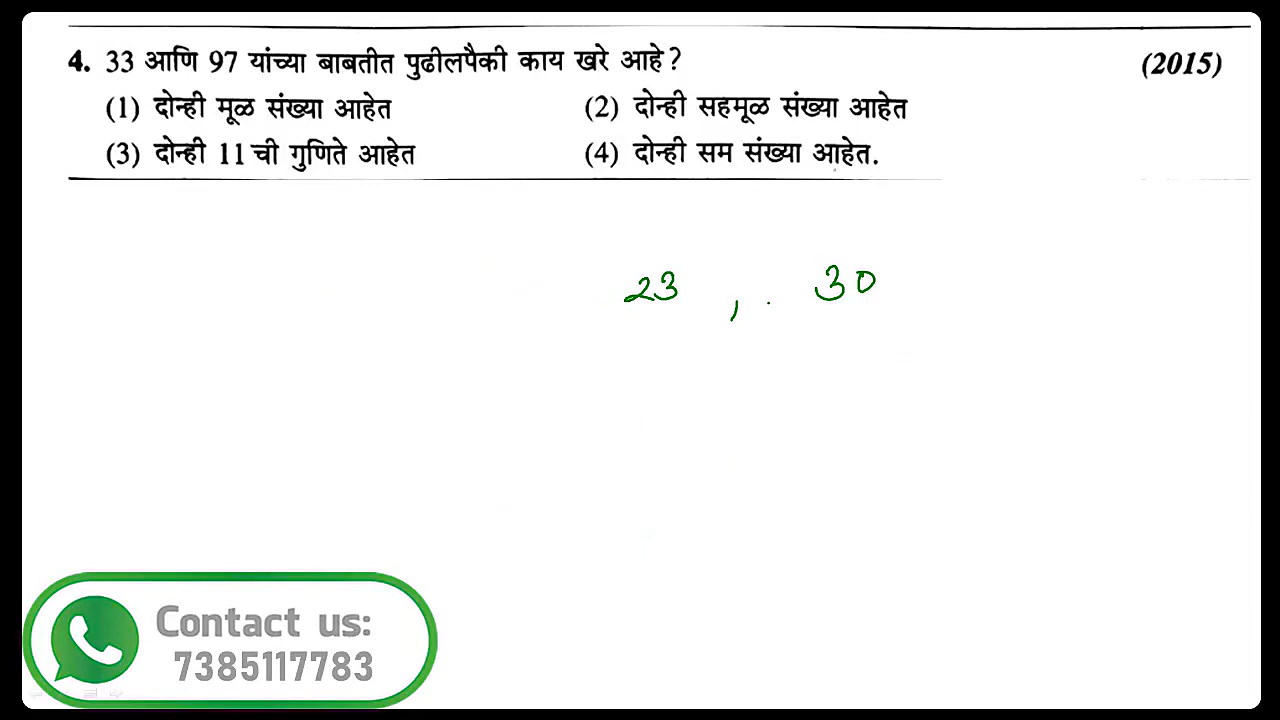 4. 33 आणि 97 यांच्या बाबतीत पुढीलपैकी काय खरे आहे? (2015)
(1) दोन्ही मूळ संख्या आहेत (2) दोन्ही सहमूळ संख्या आहेत
(3) दोन्ही 11 ची गुणिते आहेत (4) दोन्ही सम संख्या आहेत.
23 , 30
Contact us:
7385117783